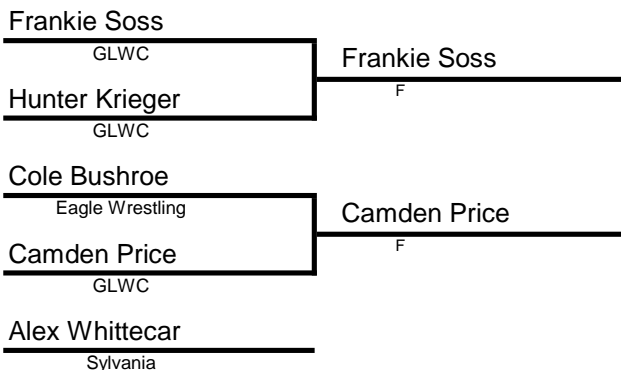 Frankie Soss
GLWC
Frankie Soss
F
Hunter Krieger
GLWC
Cole Bushroe
Eagle Wrestling
Camden Price
F
Camden Price
GLWC
Alex Whittecar
Sylvania